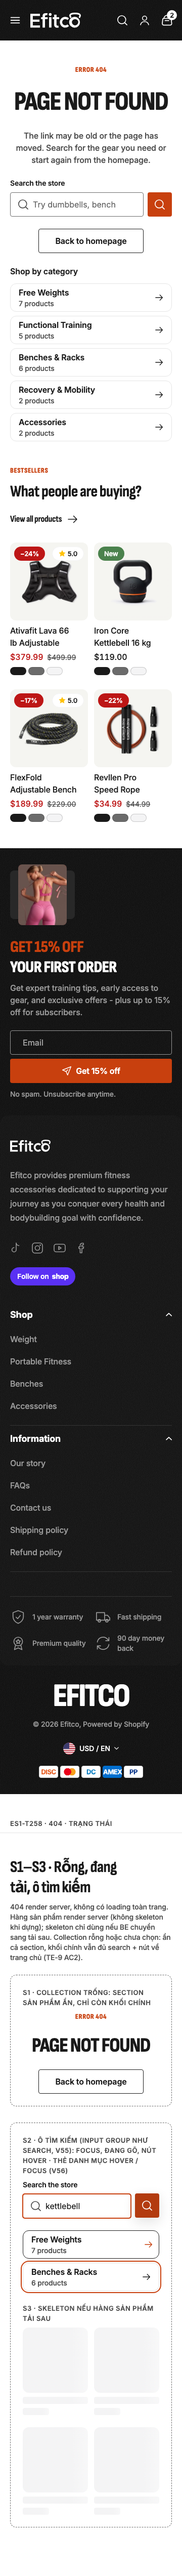 Efitco
2
ERROR 404
PAGE NOT FOUND
The link may be old or the page has
moved. Search for the gear you need or
start again from the homepage.
Search the store
Try dumbbells, bench
Back to homepage
Shop by category
Free Weights
7 products
Functional Training
5 products
Benches & Racks
6 products
Recovery & Mobility
2 products
Accessories
2 products
BESTSELLERS
What people are buying?
View all products
−24%
5.0
New
Ativafit Lava 66
lb Adjustable
$379.99 $499.99
Iron Core
Kettlebell 16 kg
$119.00
−17%
5.0
−22%
FlexFold
Adjustable Bench
$189.99 $229.00
Revllen Pro
Speed Rope
$34.99 $44.99
GET 15% OFF
YOUR FIRST ORDER
Get expert training tips, early access to
gear, and exclusive offers - plus up to 15%
off for subscribers.
Email
Get 15% off
No spam. Unsubscribe anytime.
Efitco
Efitco provides premium fitness
accessories dedicated to supporting your
journey as you conquer every health and
bodybuilding goal with confidence.
Follow on shop
Shop
Weight
Portable Fitness
Benches
Accessories
Information
Our story
FAQs
Contact us
Shipping policy
Refund policy
1 year warranty
Fast shipping
Premium quality
90 day money
back
EFITCO
© 2026 Efitco, Powered by Shopify
USD / EN
DISC
MC
DC
AMEX
PP
ES1-T258 · 404 · TRẠNG THÁI
S1–S3 · Rỗng, đang
tải, ô tìm kiếm
404 render server, không có loading toàn trang.
Hàng sản phẩm render server (không skeleton
khi dựng); skeleton chỉ dùng nếu BE chuyển
sang tải sau. Collection rỗng hoặc chưa chọn: ẩn
cả section, khối chính vẫn đủ search + nút về
trang chủ (TE-9 AC2).
S1 · COLLECTION TRỐNG: SECTION
SẢN PHẨM ẨN, CHỈ CÒN KHỐI CHÍNH
ERROR 404
PAGE NOT FOUND
Back to homepage
S2 · Ô TÌM KIẾM (INPUT GROUP NHƯ
SEARCH, V55): FOCUS, ĐANG GÕ, NÚT
HOVER · THẺ DANH MỤC HOVER /
FOCUS (V56)
Search the store
kettlebell
Free Weights
7 products
Benches & Racks
6 products
S3 · SKELETON NẾU HÀNG SẢN PHẨM
TẢI SAU